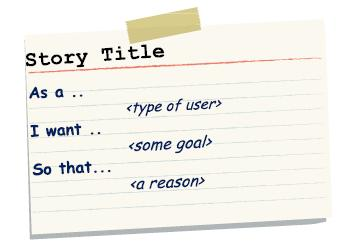 Story Title
As a ..
<type of user>
I want ..
<some goal>
So that...
<a reason>